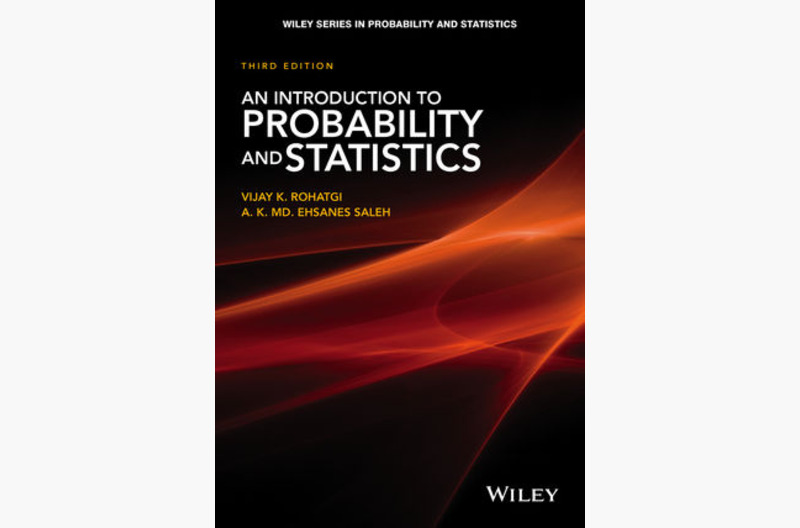 WILEY SERIES IN PROBABILITY AND STATISTICS
THIRD EDITION
AN INTRODUCTION TO
PROBABILITY
AND STATISTICS
VIJAY K. ROHATGI
A. K. MD. EHSANES SALEH
WILEY